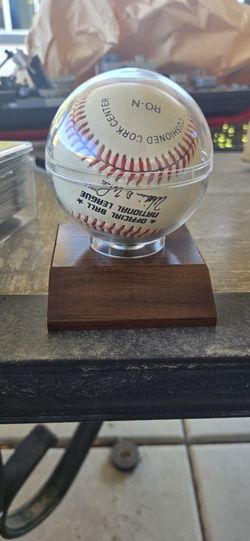 RO-N
CUSHIONED CORK CENTER
OFFICIAL BALL
NATIONAL LEAGUE